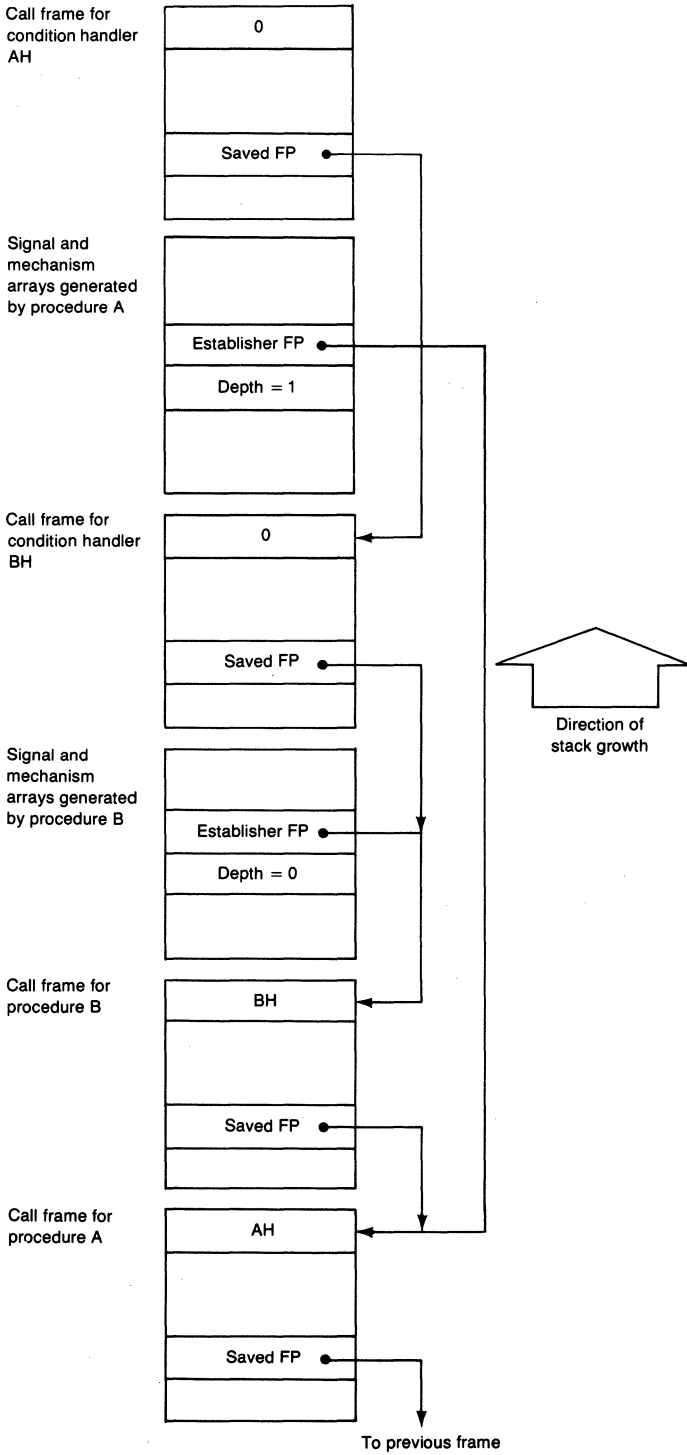 Call frame for
condition handler
AH
0
Saved FP
Signal and
mechanism
arrays generated
by procedure A
Establisher FP
Depth = 1
Call frame for
condition handler
BH
0
Saved FP
Direction of
stack growth
Signal and
mechanism
arrays generated
by procedure B
Establisher FP
Depth = 0
Call frame for
procedure B
BH
Saved FP
Call frame for
procedure A
AH
Saved FP
To previous frame